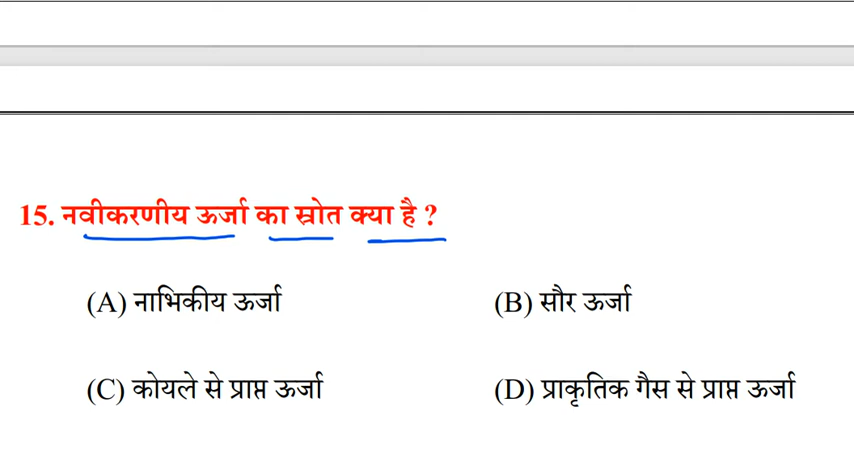 15. नवीकरणीय ऊर्जा का स्रोत क्या है ?
(A) नाभिकीय ऊर्जा (B) सौर ऊर्जा
(C) कोयले से प्राप्त ऊर्जा (D) प्राकृतिक गैस से प्राप्त ऊर्जा